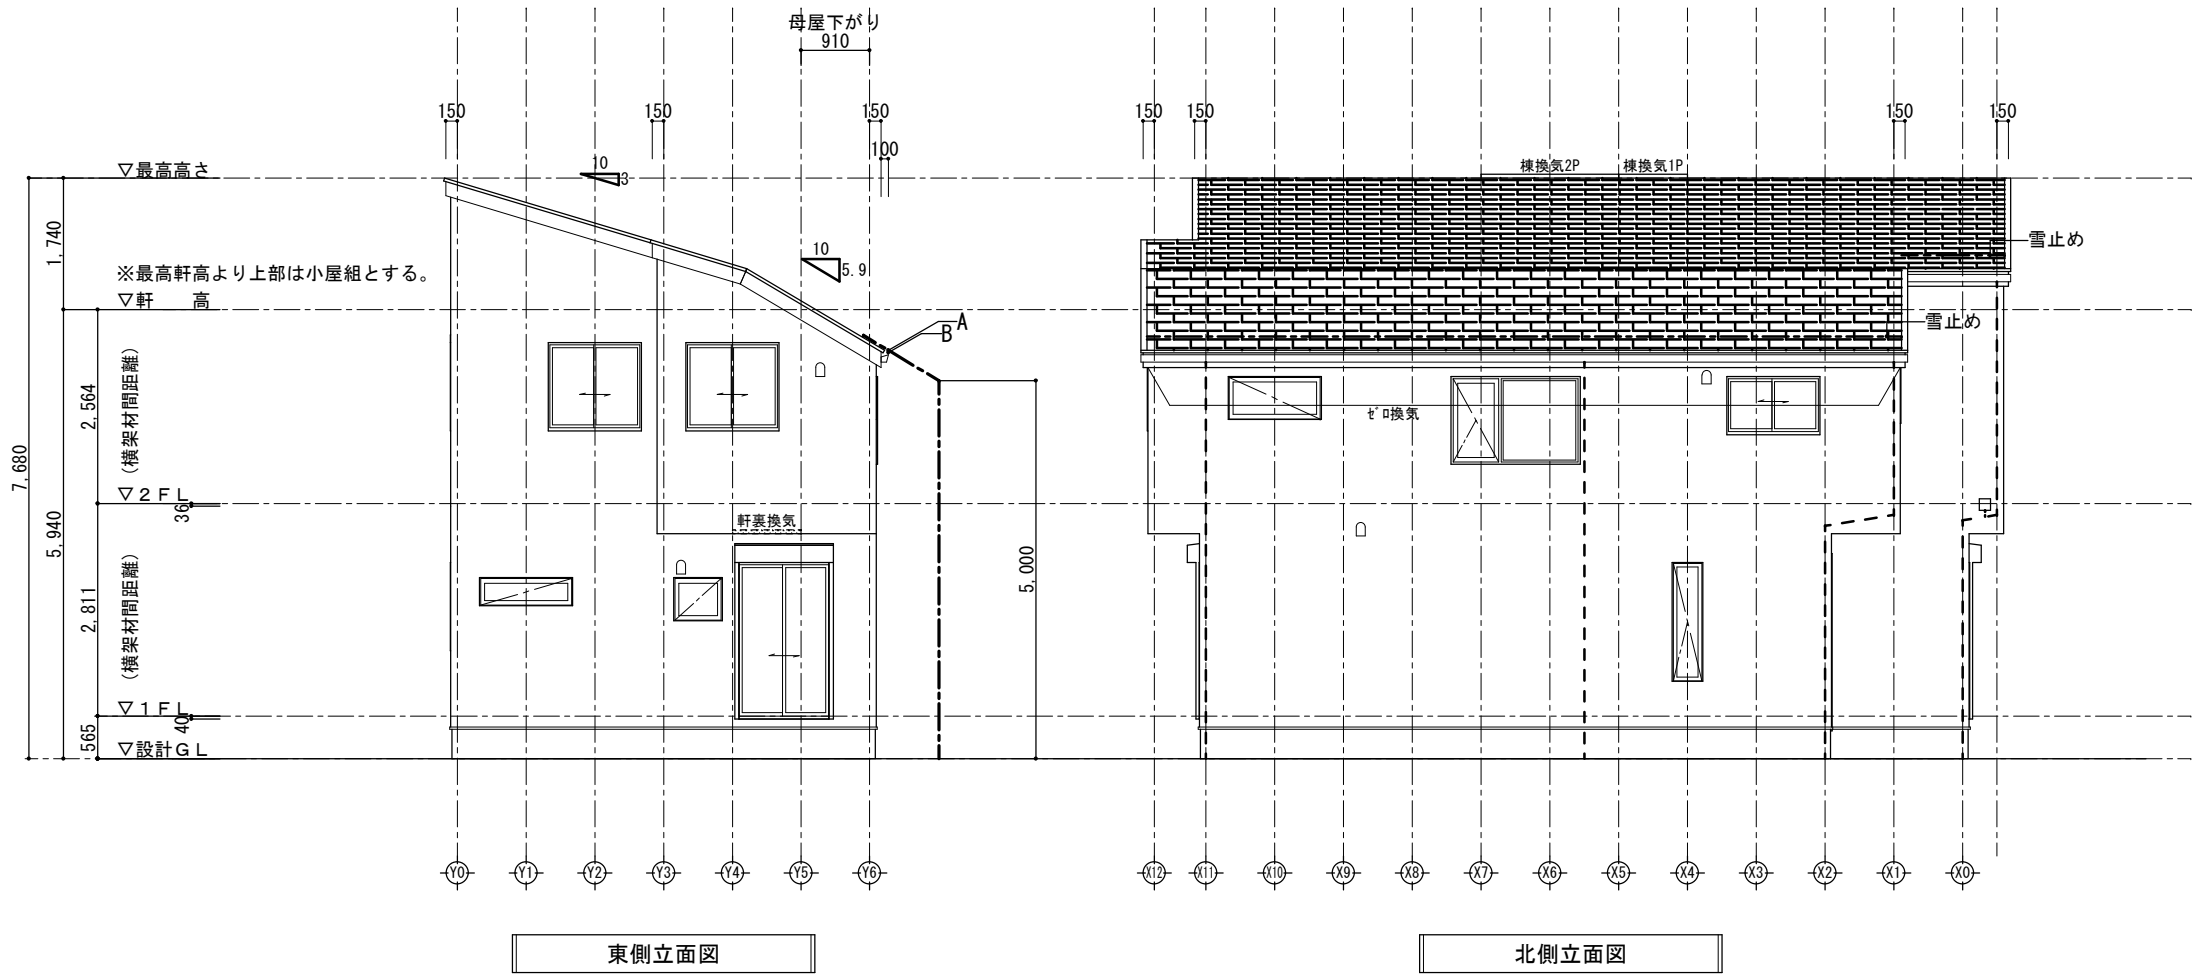 母屋下がり
910
150
150
150
100
150
150
150
150
▽最高高さ
10
3
棟換気2P
棟換気1P
雪止め
1,740
※最高軒高より上部は小屋組とする。
10
5.9
▽軒 高
A
B
雪止め
2,564
(横架材間距離)
ｾﾞﾛ換気
7,680
▽2FL
36
5,940
軒裏換気
5,000
2,811
(横架材間距離)
▽1FL
40
565
▽設計GL
Y0
Y1
Y2
Y3
Y4
Y5
Y6
X12
X11
X10
X9
X8
X7
X6
X5
X4
X3
X2
X1
X0
東側立面図
北側立面図